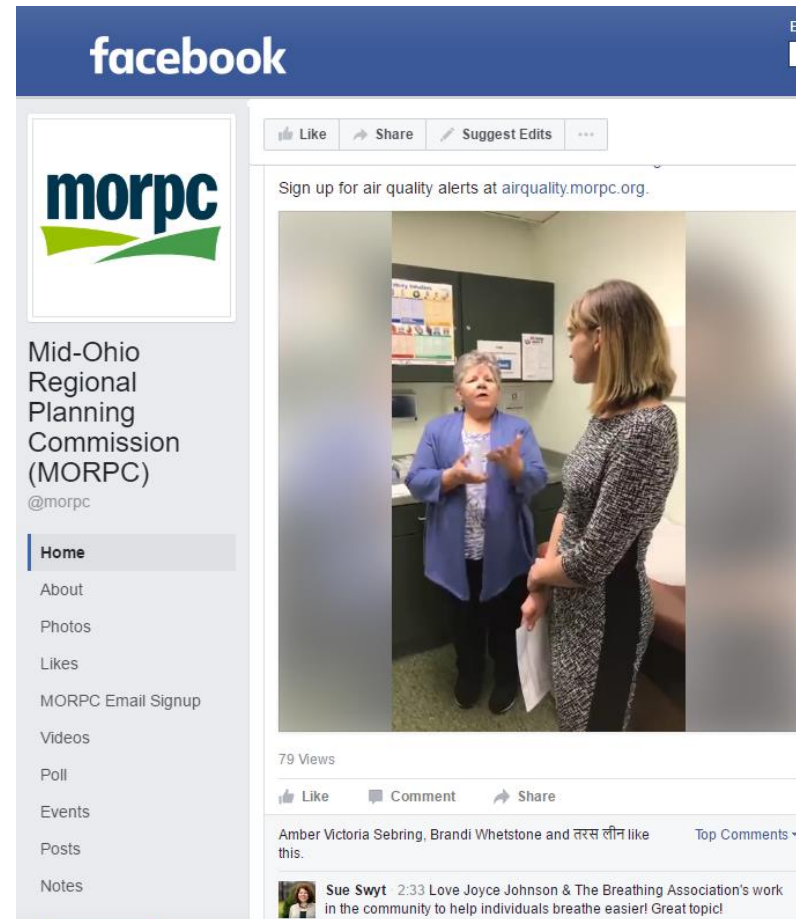 facebook
Like
Share
Suggest Edits
Sign up for air quality alerts at airquality.morpc.org.
morpc
Mid-Ohio
Regional
Planning
Commission
(MORPC)
@morpc
Home
About
Photos
Likes
MORPC Email Signup
Videos
Poll
Events
Posts
Notes
79 Views
Like
Comment
Share
Amber Victoria Sebring, Brandi Whetstone and तरस लीन like
this.
Top Comments
Sue Swyt · 2:33 Love Joyce Johnson & The Breathing Association's work
in the community to help individuals breathe easier! Great topic!